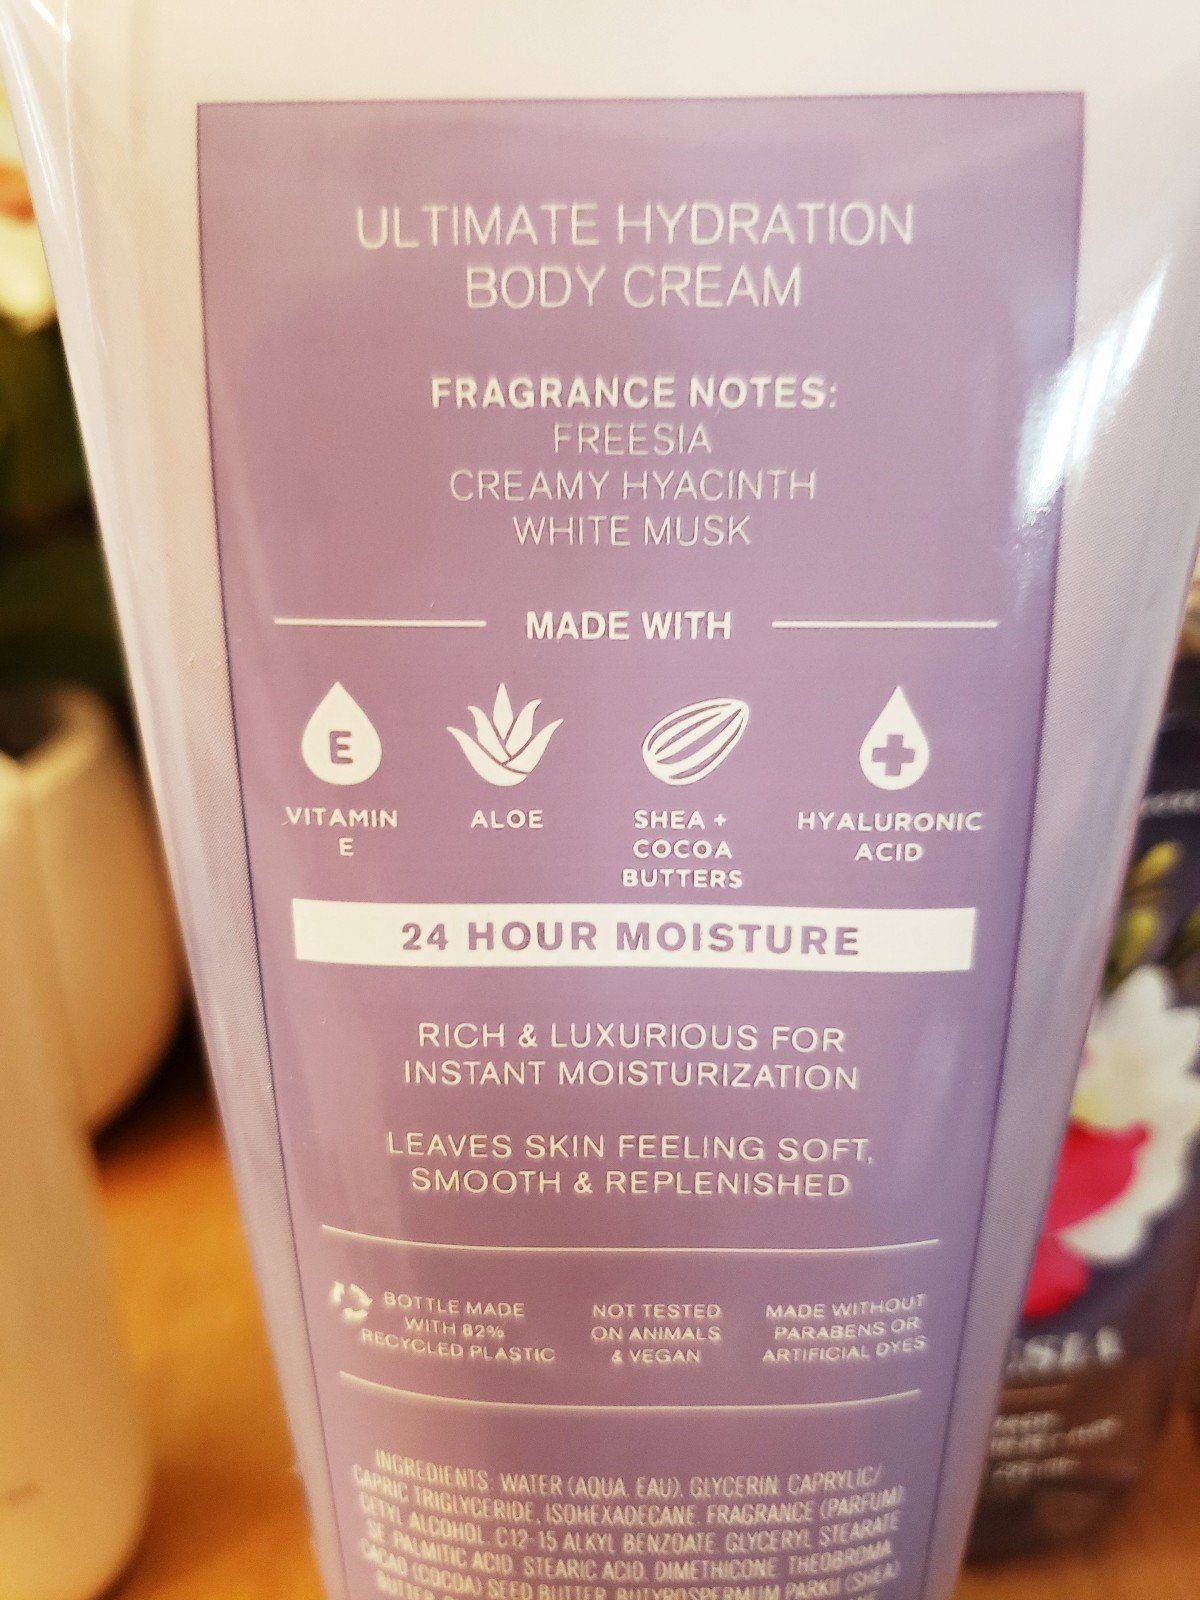 ULTIMATE HYDRATION
BODY CREAM
FRAGRANCE NOTES:
FREESIA
CREAMY HYACINTH
WHITE MUSK
MADE WITH
E
VITAMIN
E
ALOE
SHEA +
COCOA
BUTTERS
HYALURONIC
ACID
24 HOUR MOISTURE
RICH & LUXURIOUS FOR
INSTANT MOISTURIZATION
LEAVES SKIN FEELING SOFT,
SMOOTH & REPLENISHED
BOTTLE MADE
WITH 82%
RECYCLED PLASTIC
NOT TESTED
ON ANIMALS
& VEGAN
MADE WITHOUT
PARABENS OR
ARTIFICIAL DYES
INGREDIENTS: WATER (AQUA, EAU), GLYCERIN, CAPRYLIC/
CAPRIC TRIGLYCERIDE, ISOHEXADECANE, FRAGRANCE (PARFUM)
CETYL ALCOHOL, C12-15 ALKYL BENZOATE, GLYCERYL STEARATE
SE, PALMITIC ACID, STEARIC ACID, DIMETHICONE, THEOBROMA
CACAO (COCOA) SEED BUTTER, BUTYROSPERMUM PARKII (SHEA)